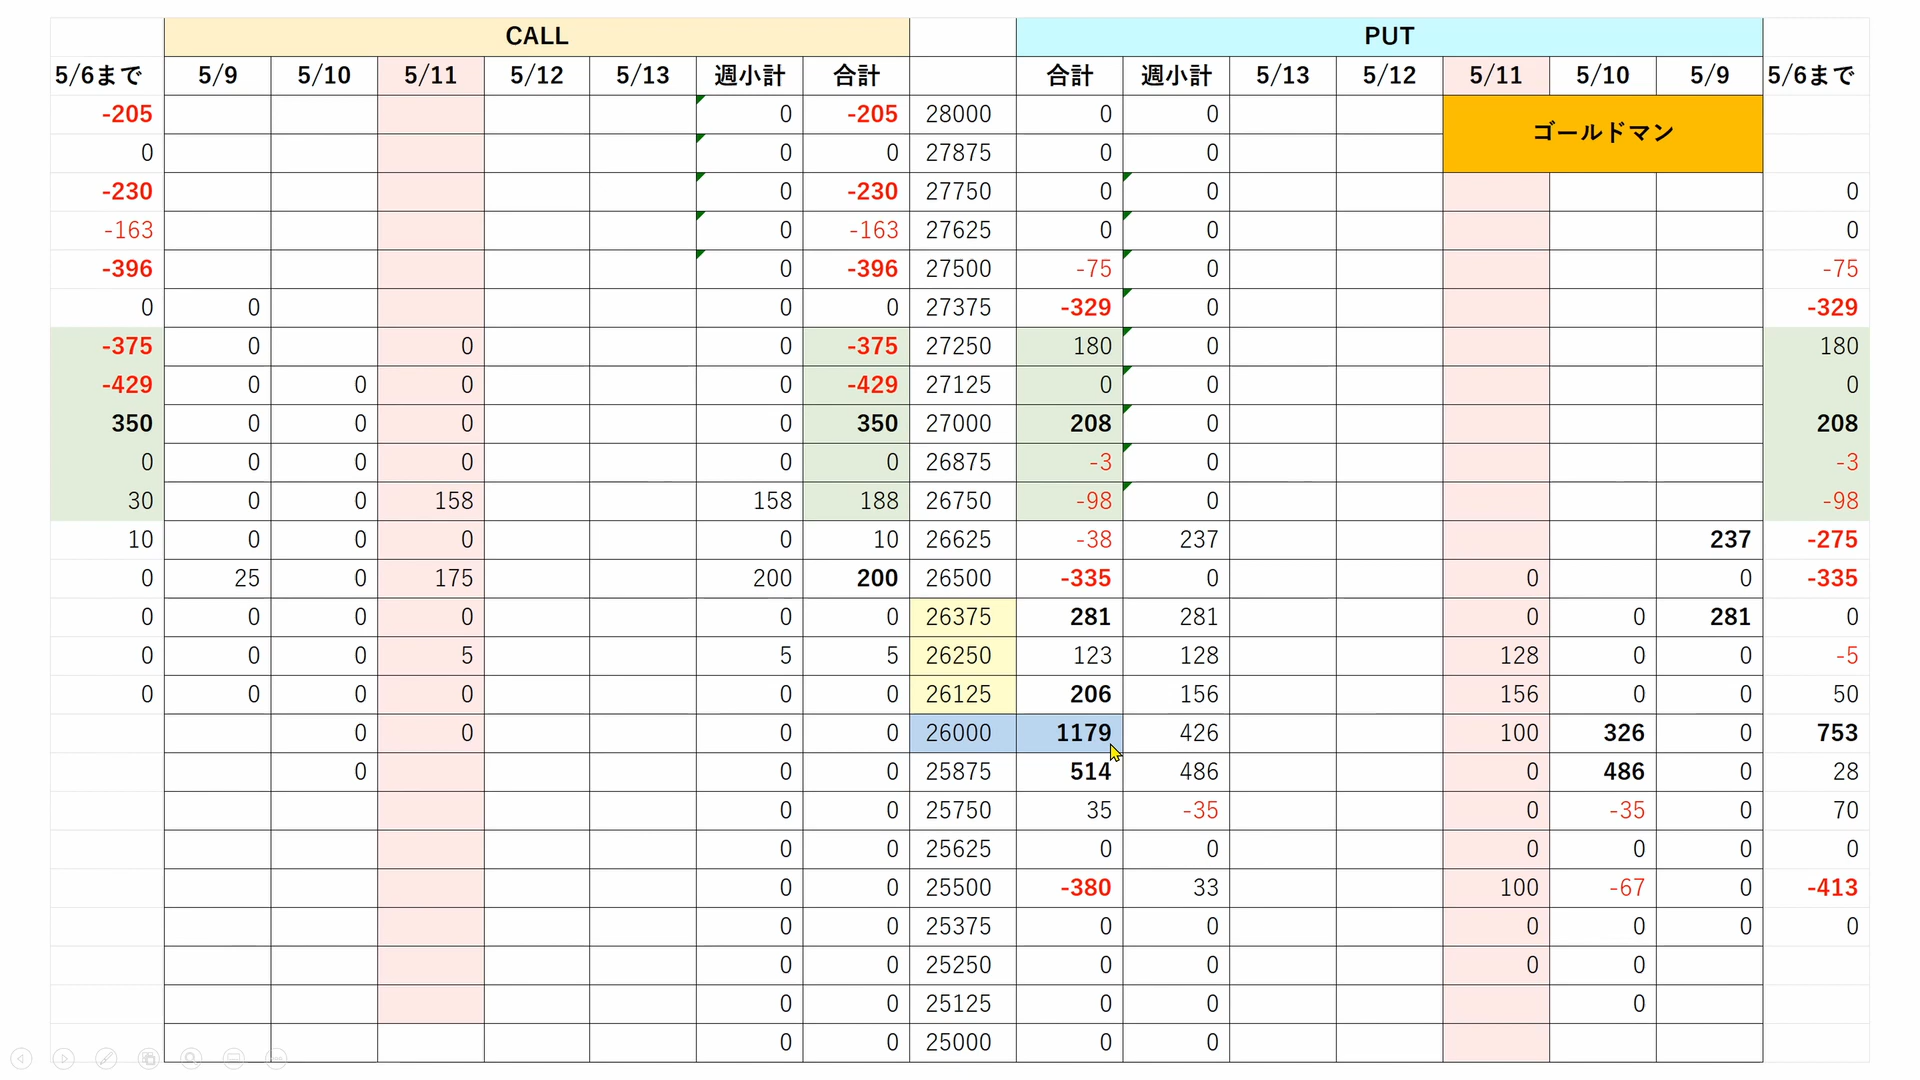 CALL PUT
5/6まで 5/9 5/10 5/11 5/12 5/13 週小計 合計 合計 週小計 5/13 5/12 5/11 5/10 5/9 5/6まで
-205 0 -205 28000 0 0 ゴールドマン
0 0 0 27875 0 0
-230 0 -230 27750 0 0 0
-163 0 -163 27625 0 0 0
-396 0 -396 27500 -75 0 -75
0 0 0 0 27375 -329 0 -329
-375 0 0 0 -375 27250 180 0 180
-429 0 0 0 0 -429 27125 0 0 0
350 0 0 0 0 350 27000 208 0 208
0 0 0 0 0 0 26875 -3 0 -3
30 0 0 158 158 188 26750 -98 0 -98
10 0 0 0 0 10 26625 -38 237 237 -275
0 25 0 175 200 200 26500 -335 0 0 0 -335
0 0 0 0 0 0 26375 281 281 0 0 281 0
0 0 0 5 5 5 26250 123 128 128 0 0 -5
0 0 0 0 0 0 26125 206 156 156 0 0 50
0 0 0 0 26000 1179 426 100 326 0 753
0 0 0 25875 514 486 0 486 0 28
0 0 25750 35 -35 0 -35 0 70
0 0 25625 0 0 0 0 0 0
0 0 25500 -380 33 100 -67 0 -413
0 0 25375 0 0 0 0 0 0
0 0 25250 0 0 0 0
0 0 25125 0 0 0
0 0 25000 0 0